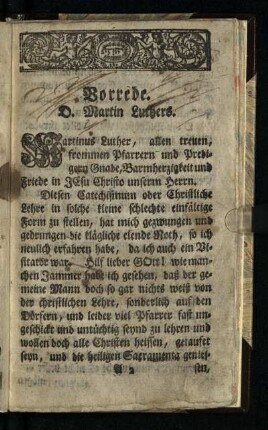 Vorrede.
D. Martin Luthers.
Martinus Luther, allen treuen,
frommen Pfarrern und Predi-
gern Gnade, Barmherzigkeit und
Friede in JEsu Christo unserm Herrn.
Diesen Catechismum oder Christliche
Lehre in solche kleine schlechte einfältige
Form zu stellen, hat mich gezwungen und
gedrungen die klägliche elende Noth, so ich
neulich erfahren habe, da ich auch ein Vi-
sitator war. Hilf lieber GOtt! wie man-
chen Jammer habe ich gesehen, daß der ge-
meine Mann doch so gar nichts weiß von
der christlichen Lehre, sonderlich auf den
Dörfern, und leider viel Pfarrer fast un-
geschickt und untüchtig seynd zu lehren und
wollen doch alle Christen heissen, getaufet
seyn, und die heiligen Sacramenta genies-
A 2 sen,